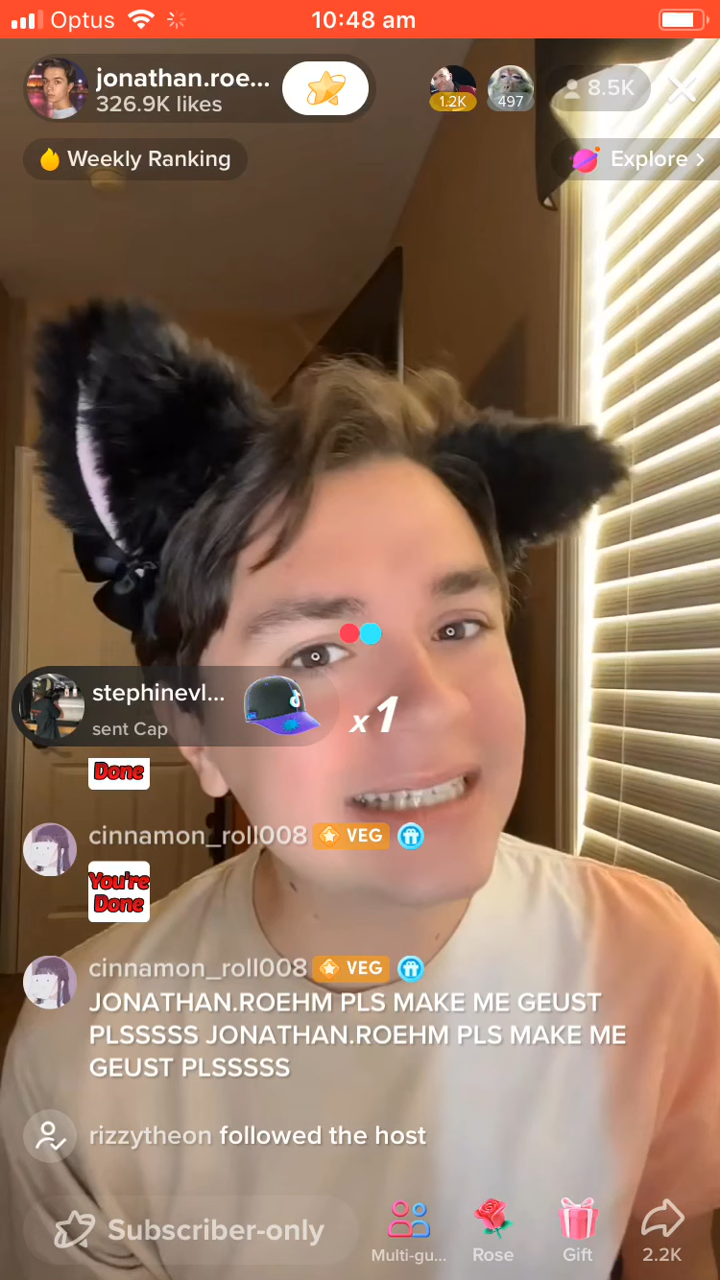 Optus 10:48 am
jonathan.roe...
326.9K likes
1.2K 497 8.5K
Weekly Ranking
Explore >
stephinevl...
sent Cap
x1
Done
cinnamon_roll008 VEG
You're
Done
cinnamon_roll008 VEG
JONATHAN.ROEHM PLS MAKE ME GEUST
PLSSSSS JONATHAN.ROEHM PLS MAKE ME
GEUST PLSSSSS
rizzytheon followed the host
Subscriber-only
Multi-gu... Rose Gift 2.2K